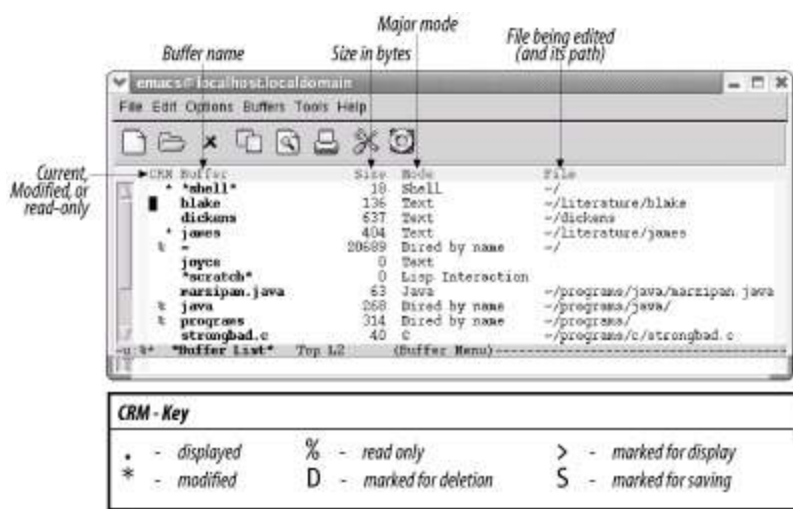 Major mode
Buffer name
Size in bytes
File being edited
(and its path)
emacs@localhost.localdomain
File Edit Options Buffers Tools Help
Current,
Modified, or
read-only
CRM Buffer Size Mode File
* *shell* 18 Shell ~/
blake 136 Text ~/literature/blake
dickens 637 Text ~/dickens
* james 404 Text ~/literature/james
% ~ 20689 Dired by name ~/
joyce 0 Text
*scratch* 0 Lisp Interaction
marzipan.java 63 Java ~/programs/java/marzipan.java
% java 268 Dired by name ~/programs/java/
% programs 314 Dired by name ~/programs/
strongbad.c 40 C ~/programs/c/strongbad.c
-u:%* *Buffer List* Top L2 (Buffer Menu)
CRM - Key
. - displayed % - read only > - marked for display
* - modified D - marked for deletion S - marked for saving